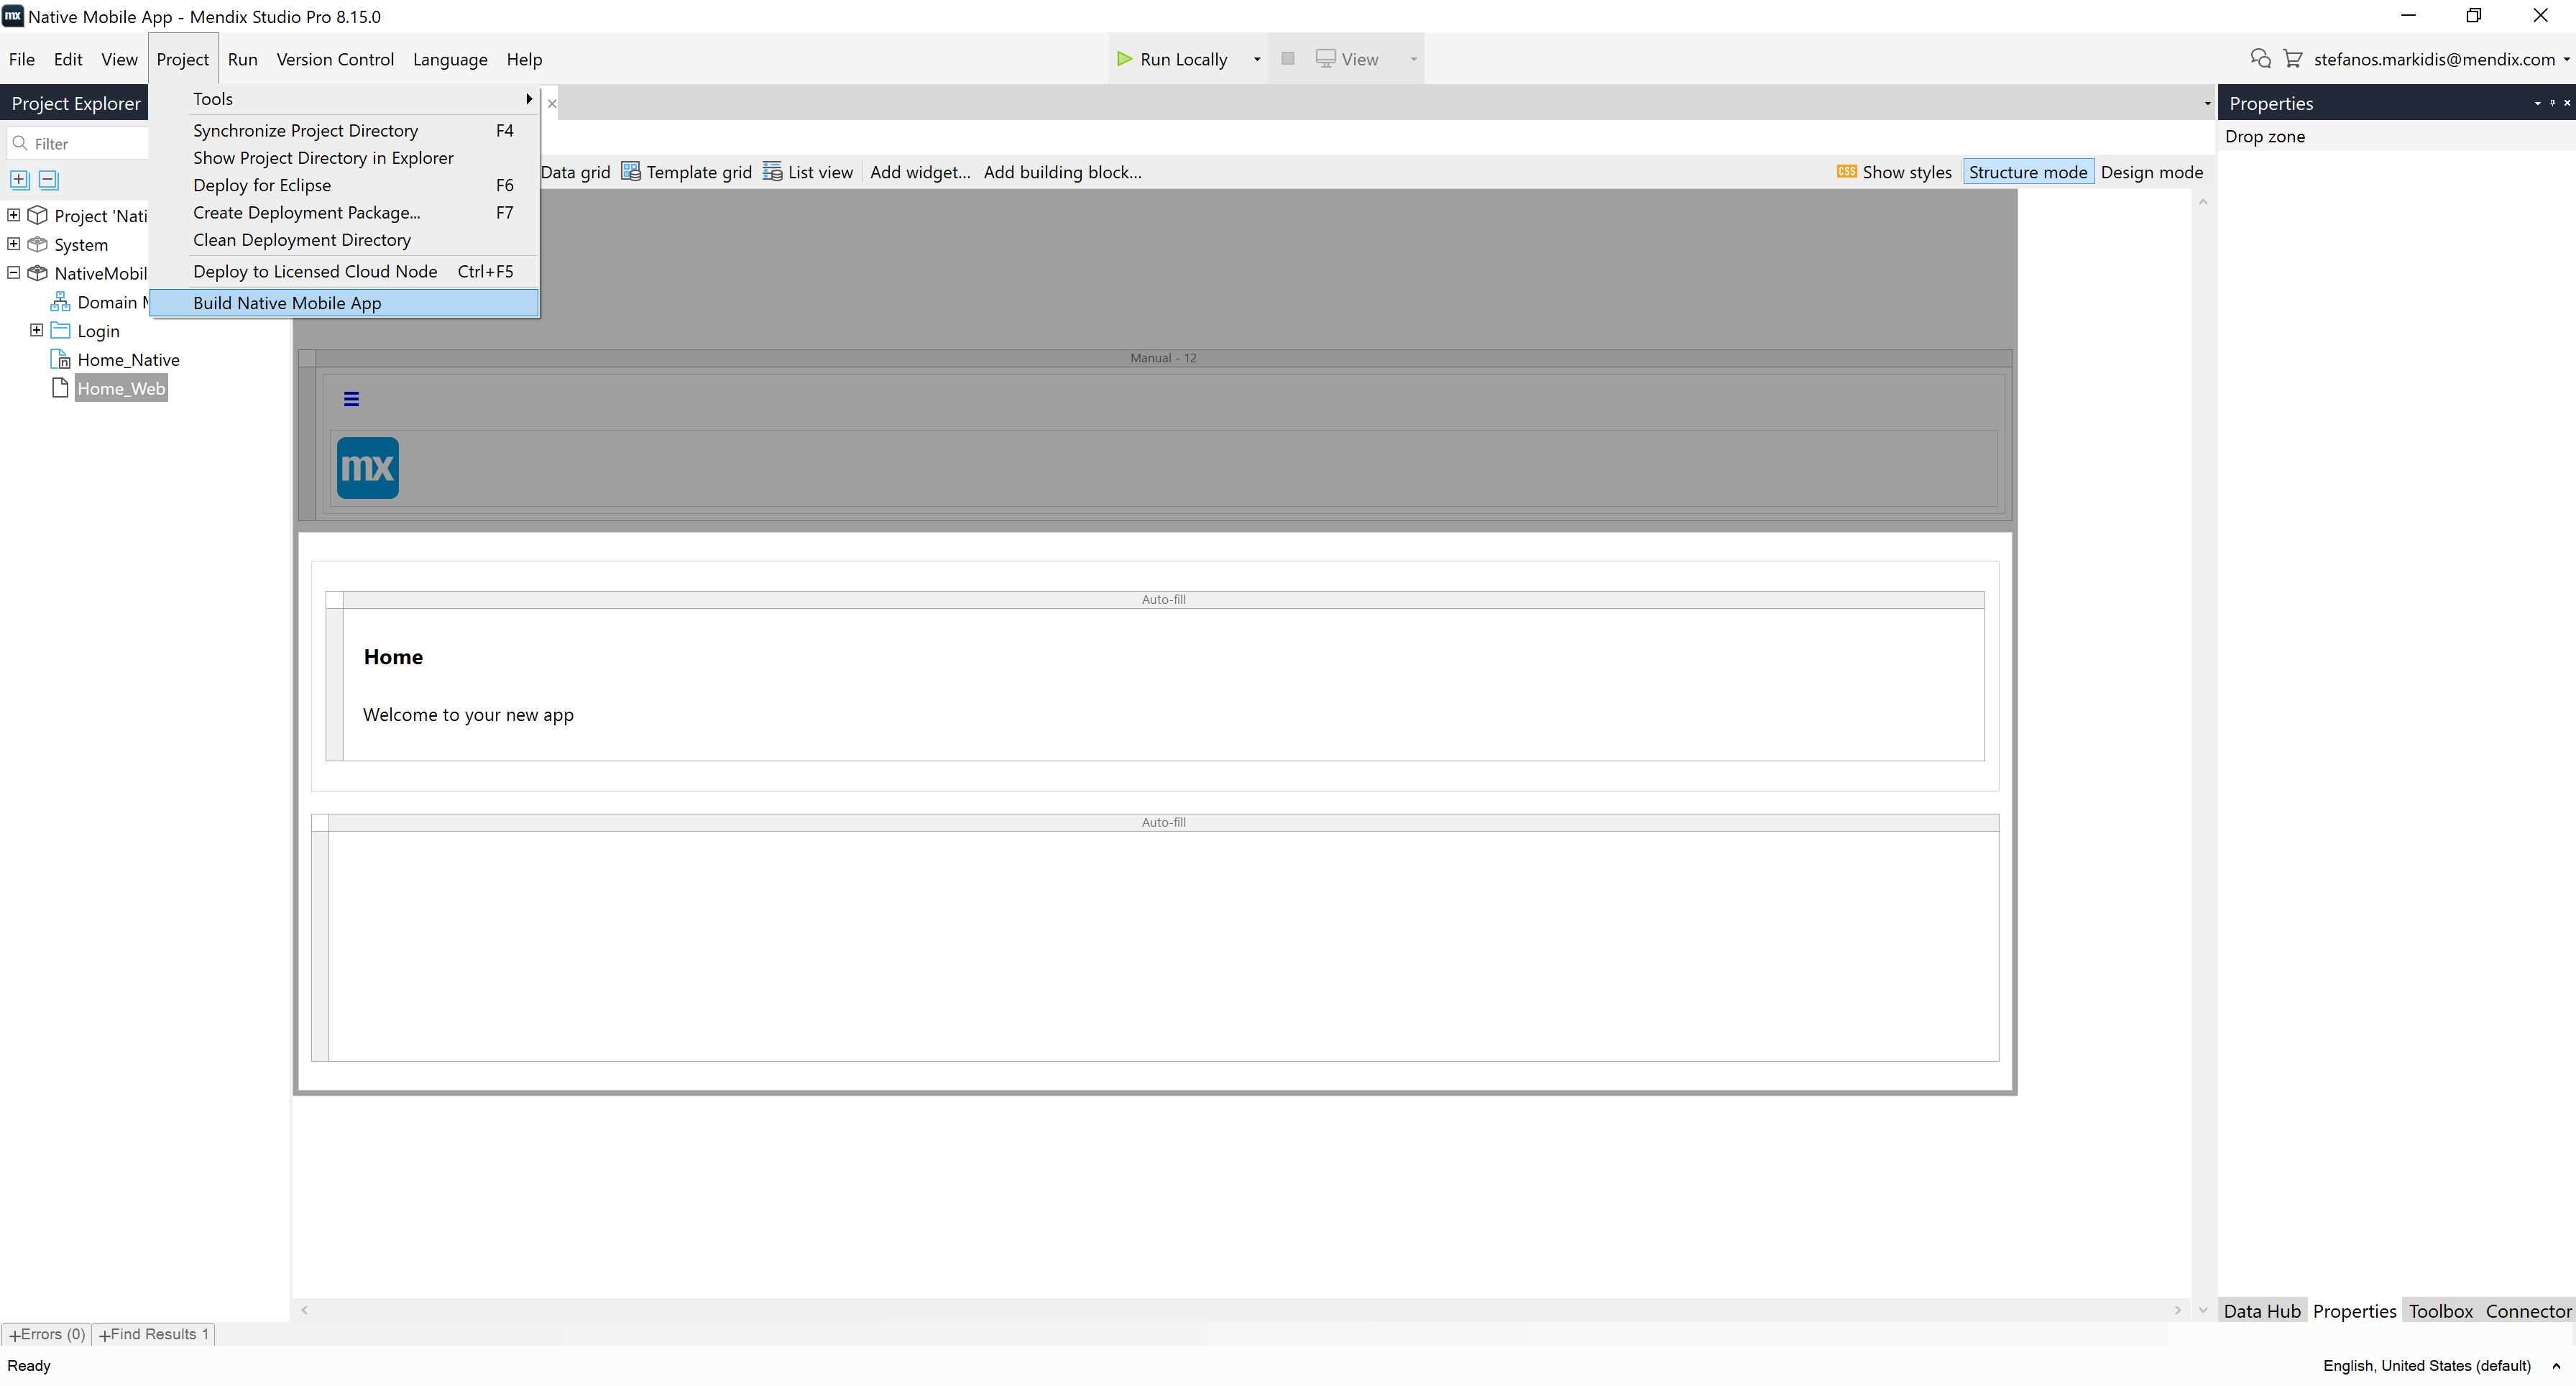 mx Native Mobile App - Mendix Studio Pro 8.15.0
File Edit View Project Run Version Control Language Help
Run Locally View
stefanos.markidis@mendix.com
Project Explorer
Filter
Project 'Nati
System
NativeMobil
Domain
Login
Home_Native
Home_Web
Tools
Synchronize Project Directory F4
Show Project Directory in Explorer
Deploy for Eclipse F6
Create Deployment Package... F7
Clean Deployment Directory
Deploy to Licensed Cloud Node Ctrl+F5
Build Native Mobile App
Data grid Template grid List view Add widget... Add building block...
CSS Show styles Structure mode Design mode
Manual - 12
mx
Auto-fill
Home
Welcome to your new app
Auto-fill
Properties
Drop zone
Data Hub Properties Toolbox Connector
+Errors (0) +Find Results 1
Ready
English, United States (default)